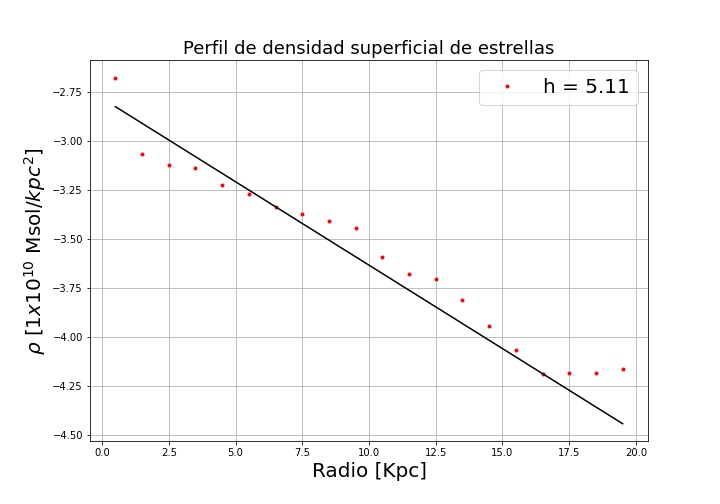 Perfil de densidad superficial de estrellas
h = 5.11
−2.75
−3.00
−3.25
−3.50
−3.75
−4.00
−4.25
−4.50
ρ [1x10¹⁰ Msol/kpc²]
0.0 2.5 5.0 7.5 10.0 12.5 15.0 17.5 20.0
Radio [Kpc]